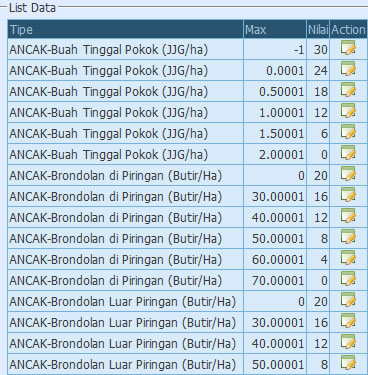 List Data
Tipe Max Nilai Action
ANCAK-Buah Tinggal Pokok (JJG/ha) -1 30
ANCAK-Buah Tinggal Pokok (JJG/ha) 0.0001 24
ANCAK-Buah Tinggal Pokok (JJG/ha) 0.50001 18
ANCAK-Buah Tinggal Pokok (JJG/ha) 1.00001 12
ANCAK-Buah Tinggal Pokok (JJG/ha) 1.50001 6
ANCAK-Buah Tinggal Pokok (JJG/ha) 2.00001 0
ANCAK-Brondolan di Piringan (Butir/Ha) 0 20
ANCAK-Brondolan di Piringan (Butir/Ha) 30.00001 16
ANCAK-Brondolan di Piringan (Butir/Ha) 40.00001 12
ANCAK-Brondolan di Piringan (Butir/Ha) 50.00001 8
ANCAK-Brondolan di Piringan (Butir/Ha) 60.00001 4
ANCAK-Brondolan di Piringan (Butir/Ha) 70.00001 0
ANCAK-Brondolan Luar Piringan (Butir/Ha) 0 20
ANCAK-Brondolan Luar Piringan (Butir/Ha) 30.00001 16
ANCAK-Brondolan Luar Piringan (Butir/Ha) 40.00001 12
ANCAK-Brondolan Luar Piringan (Butir/Ha) 50.00001 8